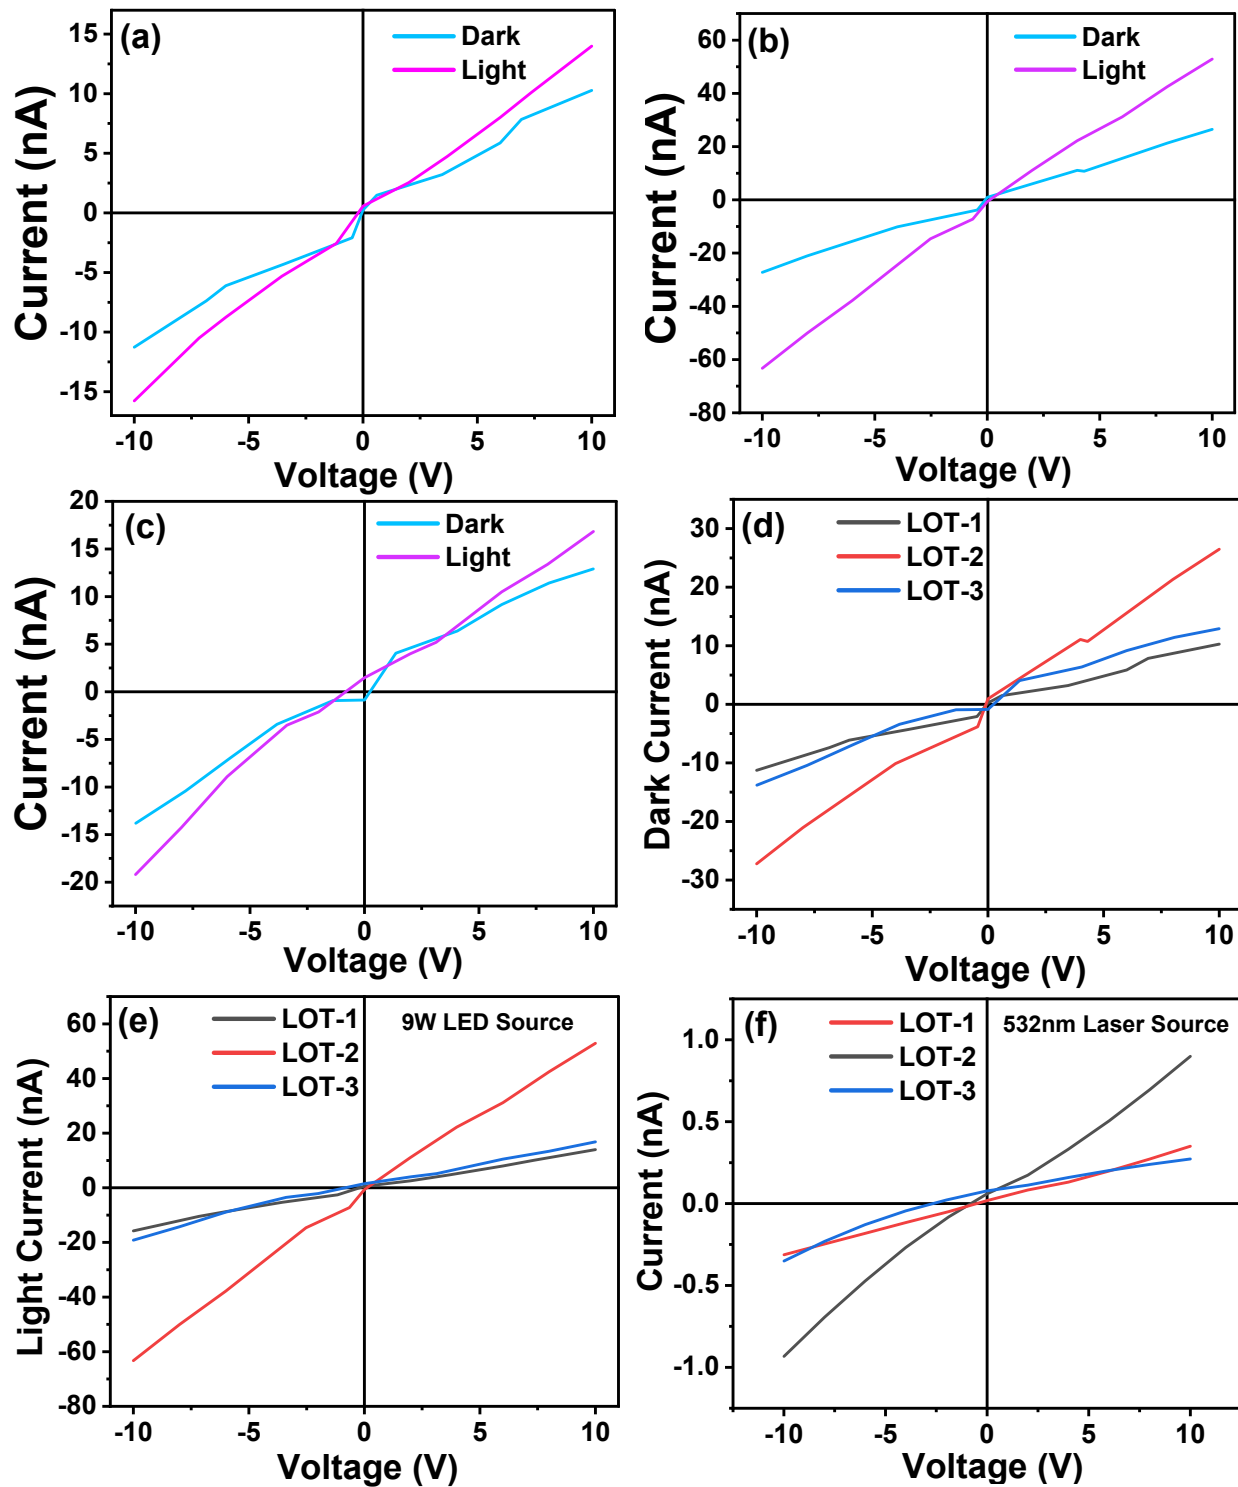 (a)
Dark
Light
15
10
5
0
-5
-10
-15
-10
-5
0
5
10
Current (nA)
Voltage (V)
(b)
Dark
Light
60
40
20
0
-20
-40
-60
-80
-10
-5
0
5
10
Current (nA)
Voltage (V)
(c)
Dark
Light
20
15
10
5
0
-5
-10
-15
-20
-10
-5
0
5
10
Current (nA)
Voltage (V)
(d)
LOT-1
LOT-2
LOT-3
30
20
10
0
-10
-20
-30
-10
-5
0
5
10
Dark Current (nA)
Voltage (V)
(e)
LOT-1
LOT-2
LOT-3
9W LED Source
60
40
20
0
-20
-40
-60
-80
-10
-5
0
5
10
Light Current (nA)
Voltage (V)
(f)
LOT-1
LOT-2
LOT-3
532nm Laser Source
1.0
0.5
0.0
-0.5
-1.0
-10
-5
0
5
10
Current (nA)
Voltage (V)